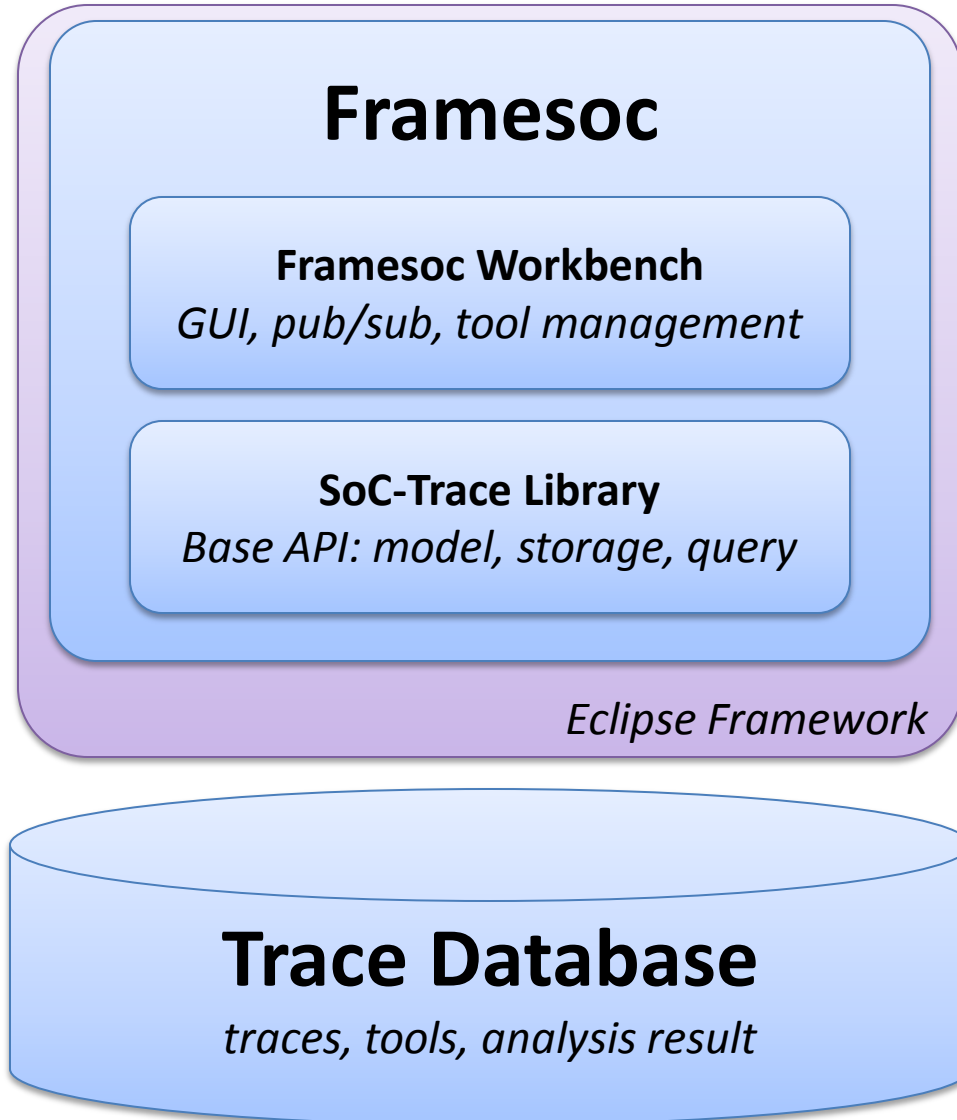 Framesoc
Framesoc Workbench
GUI, pub/sub, tool management
SoC-Trace Library
Base API: model, storage, query
Eclipse Framework
Trace Database
traces, tools, analysis result